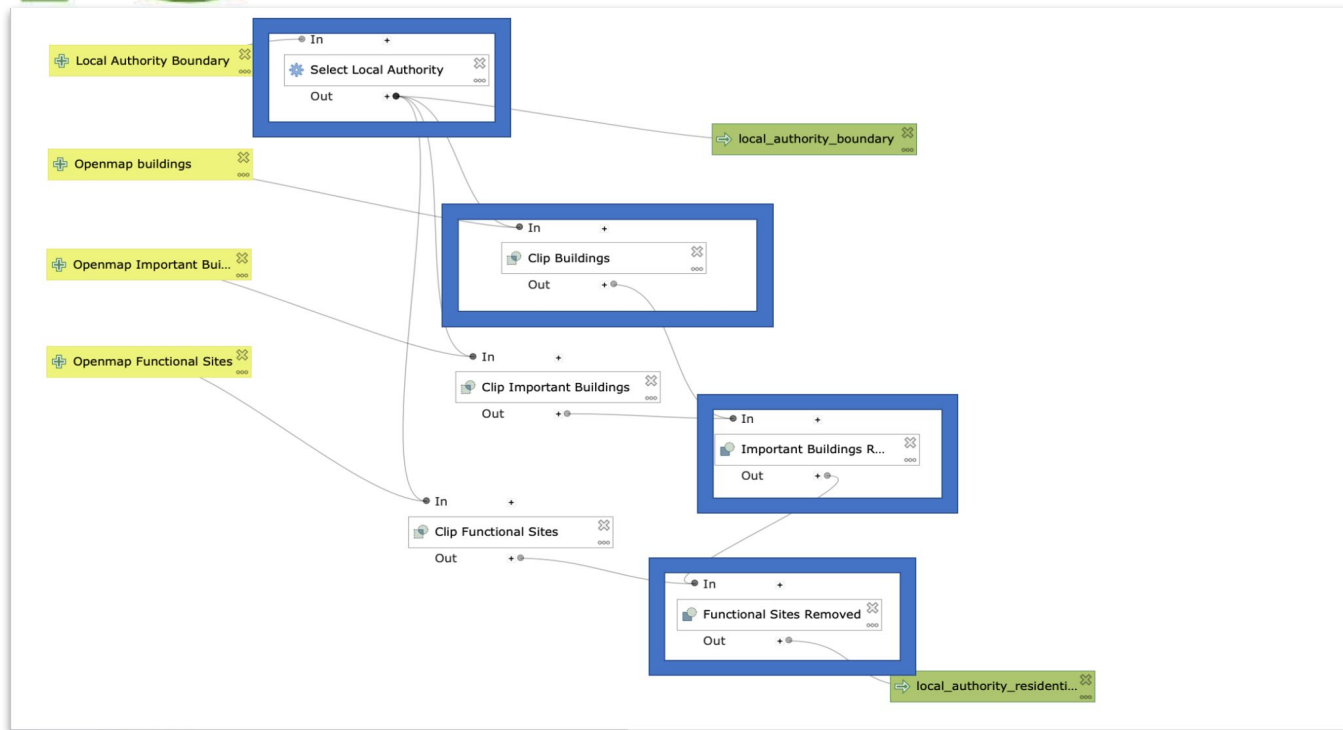 In +
Local Authority Boundary
Select Local Authority
Out +
local_authority_boundary
Openmap buildings
In +
Openmap Important Bui...
Clip Buildings
Out +
Openmap Functional Sites
In +
Clip Important Buildings
Out +
In +
Important Buildings R...
Out +
In +
Clip Functional Sites
Out +
In +
Functional Sites Removed
Out +
local_authority_residenti...